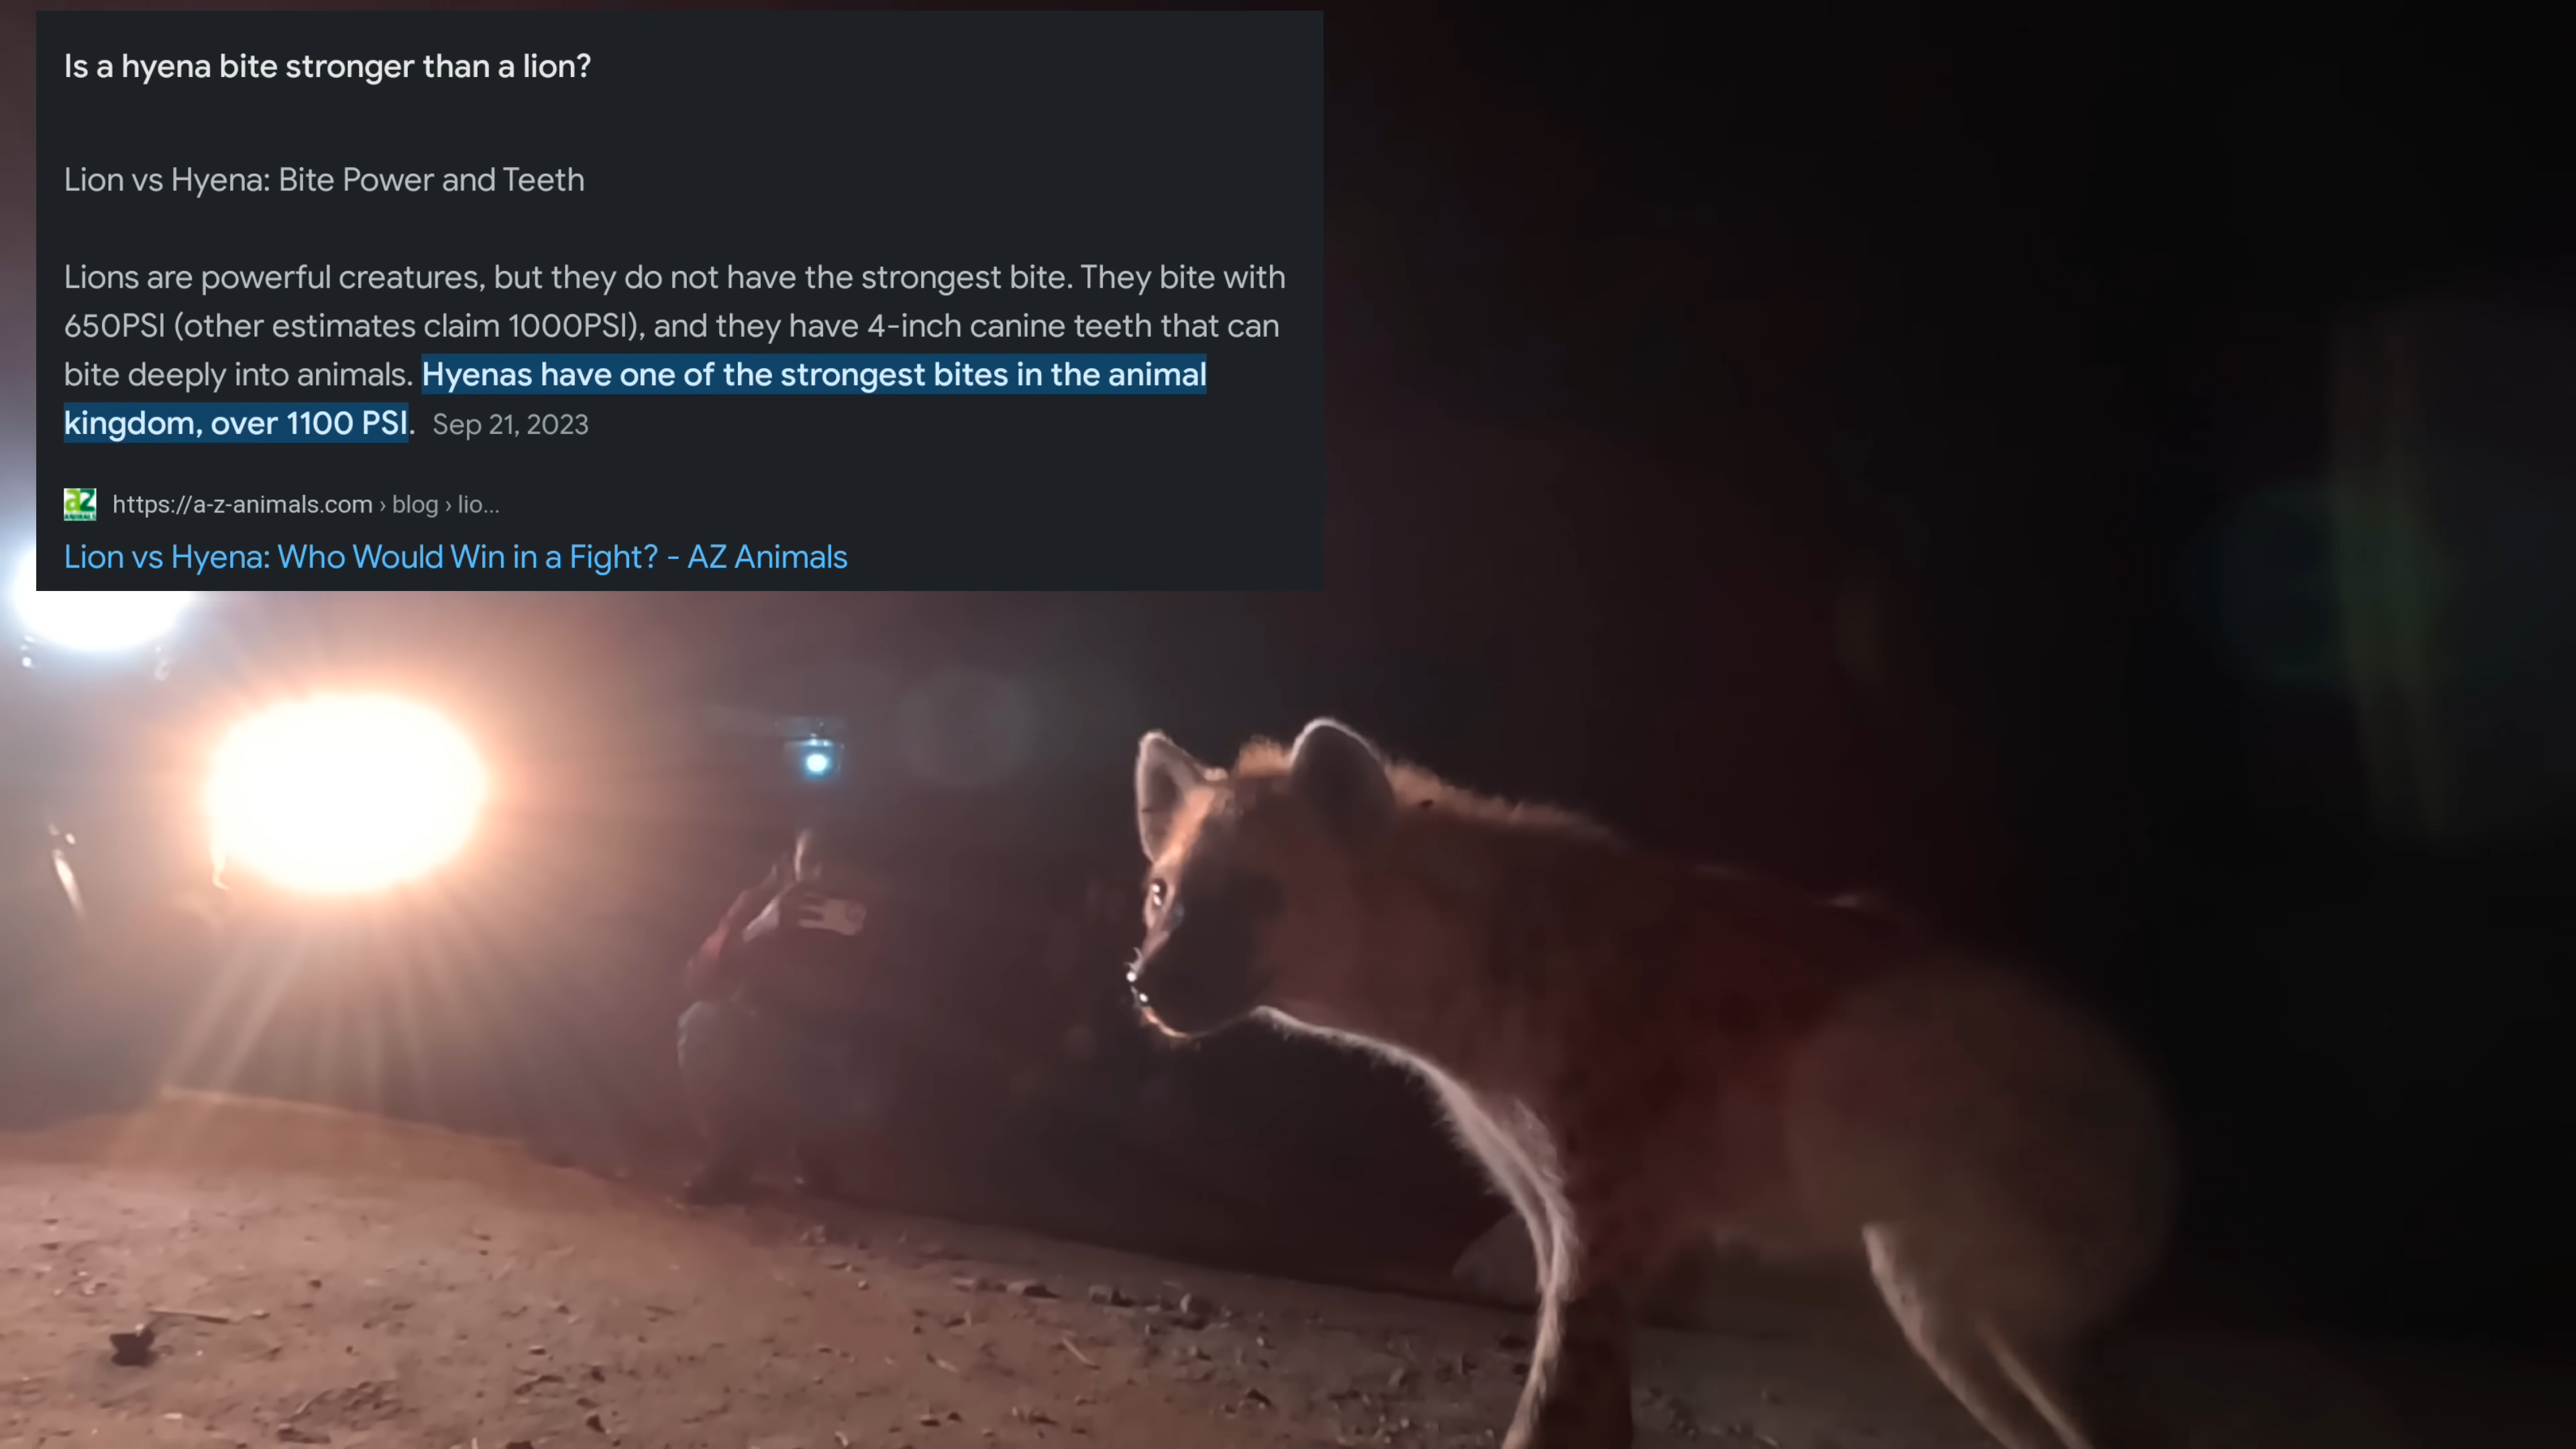 Is a hyena bite stronger than a lion?
Lion vs Hyena: Bite Power and Teeth
Lions are powerful creatures, but they do not have the strongest bite. They bite with
650PSI (other estimates claim 1000PSI), and they have 4-inch canine teeth that can
bite deeply into animals. Hyenas have one of the strongest bites in the animal
kingdom, over 1100 PSI. Sep 21, 2023
az
ANIMALS
https://a-z-animals.com › blog › lio...
Lion vs Hyena: Who Would Win in a Fight? - AZ Animals